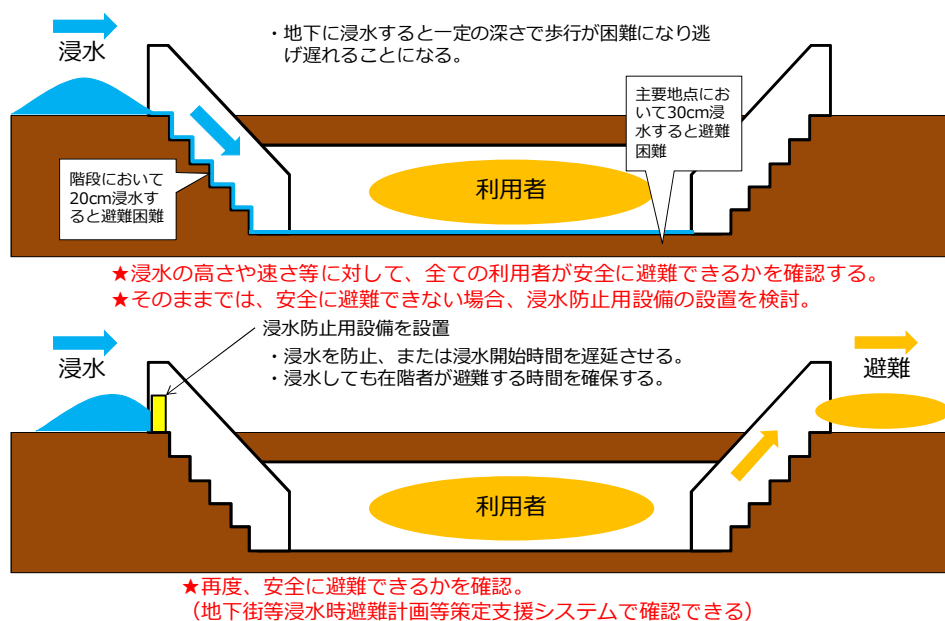 浸水
・地下に浸水すると一定の深さで歩行が困難になり逃
げ遅れることになる。
主要地点にお
いて30cm浸
水すると避難
困難
階段において
20cm浸水す
ると避難困難
利用者
★浸水の高さや速さ等に対して、全ての利用者が安全に避難できるかを確認する。
★そのままでは、安全に避難できない場合、浸水防止用設備の設置を検討。
浸水防止用設備を設置
浸水
・浸水を防止、または浸水開始時間を遅延させる。
・浸水しても在階者が避難する時間を確保する。
避難
利用者
★再度、安全に避難できるかを確認。
（地下街等浸水時避難計画等策定支援システムで確認できる）